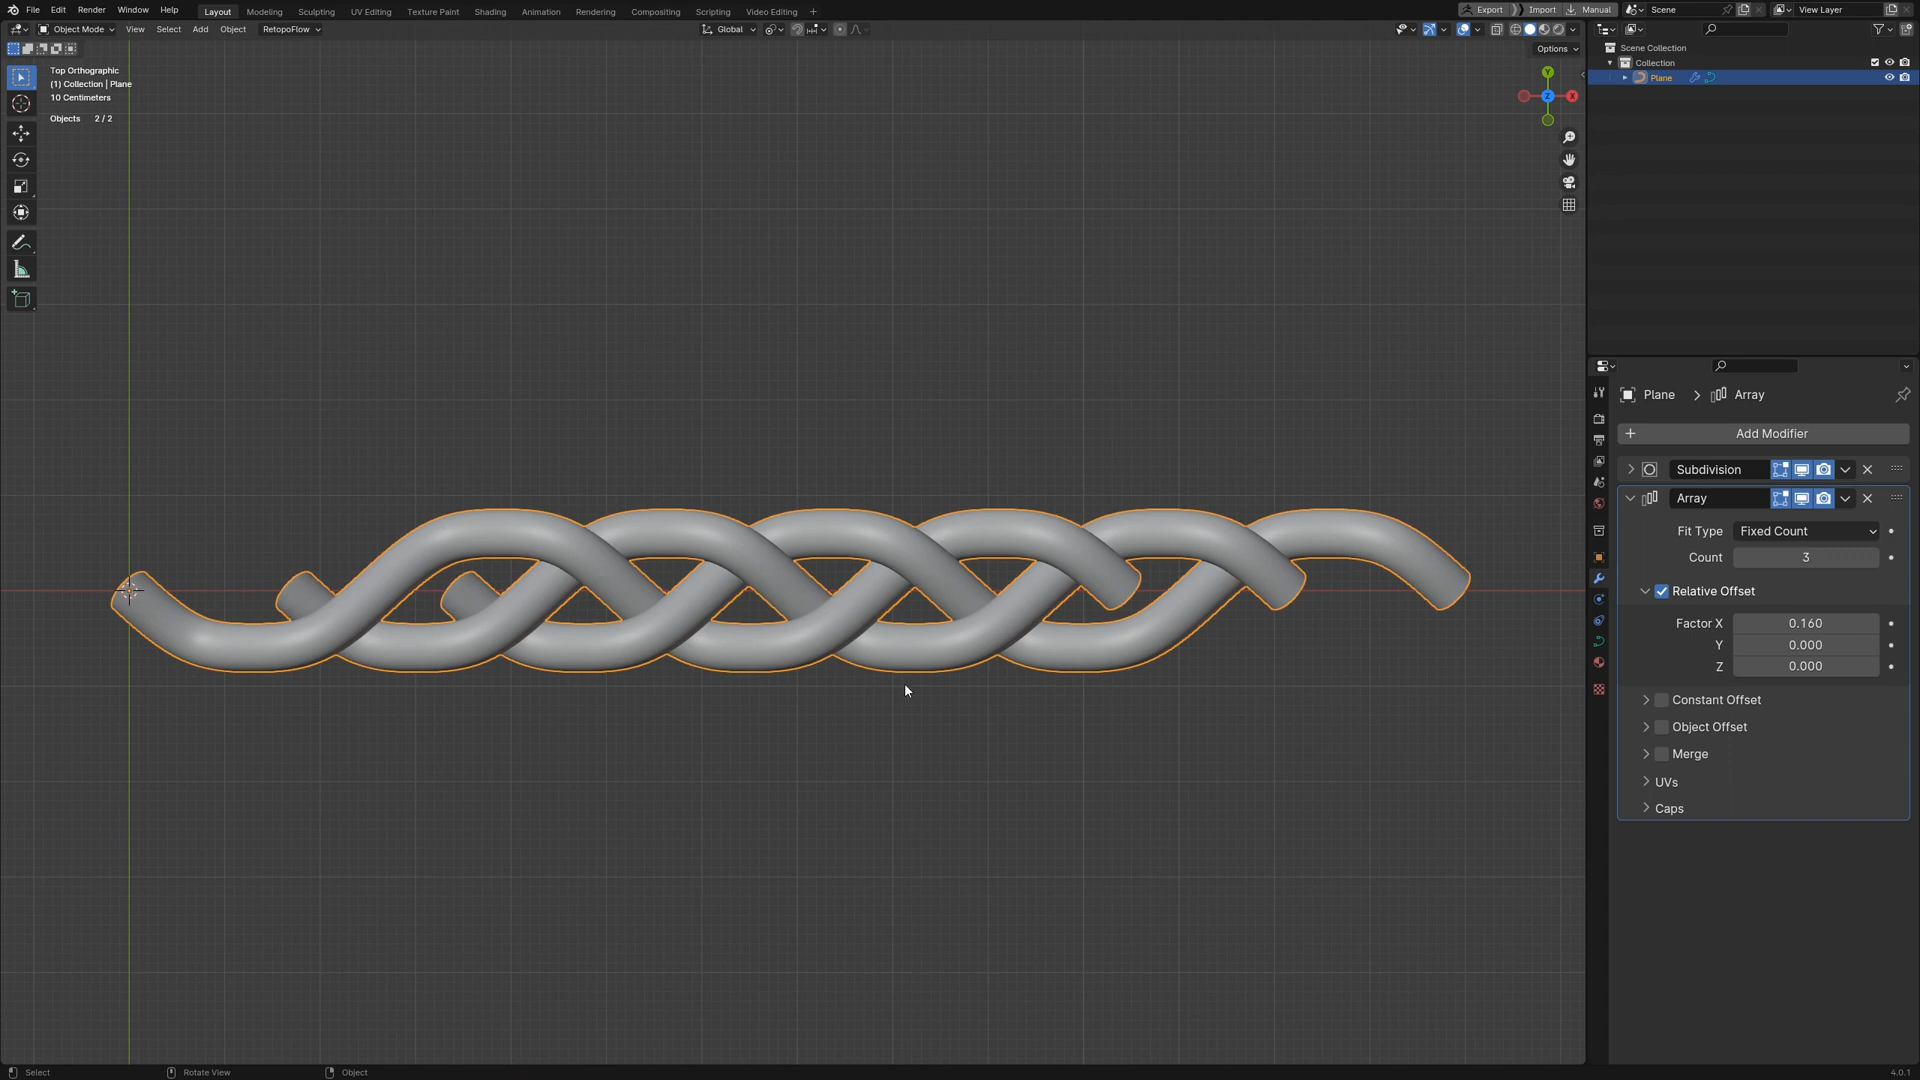 File Edit Render Window Help Layout Modeling Sculpting UV Editing Texture Paint Shading Animation Rendering Compositing Scripting Video Editing + Export Import Manual Scene View Layer
Object Mode View Select Add Object RetopoFlow Global
Options
Top Orthographic
(1) Collection | Plane
10 Centimeters
Objects 2 / 2
Y
Z
X
Scene Collection
Collection
Plane
Plane > Array
+ Add Modifier
Subdivision
Array
Fit Type Fixed Count
Count 3
Relative Offset
Factor X 0.160
Y 0.000
Z 0.000
Constant Offset
Object Offset
Merge
UVs
Caps
Select Rotate View Object 4.0.1